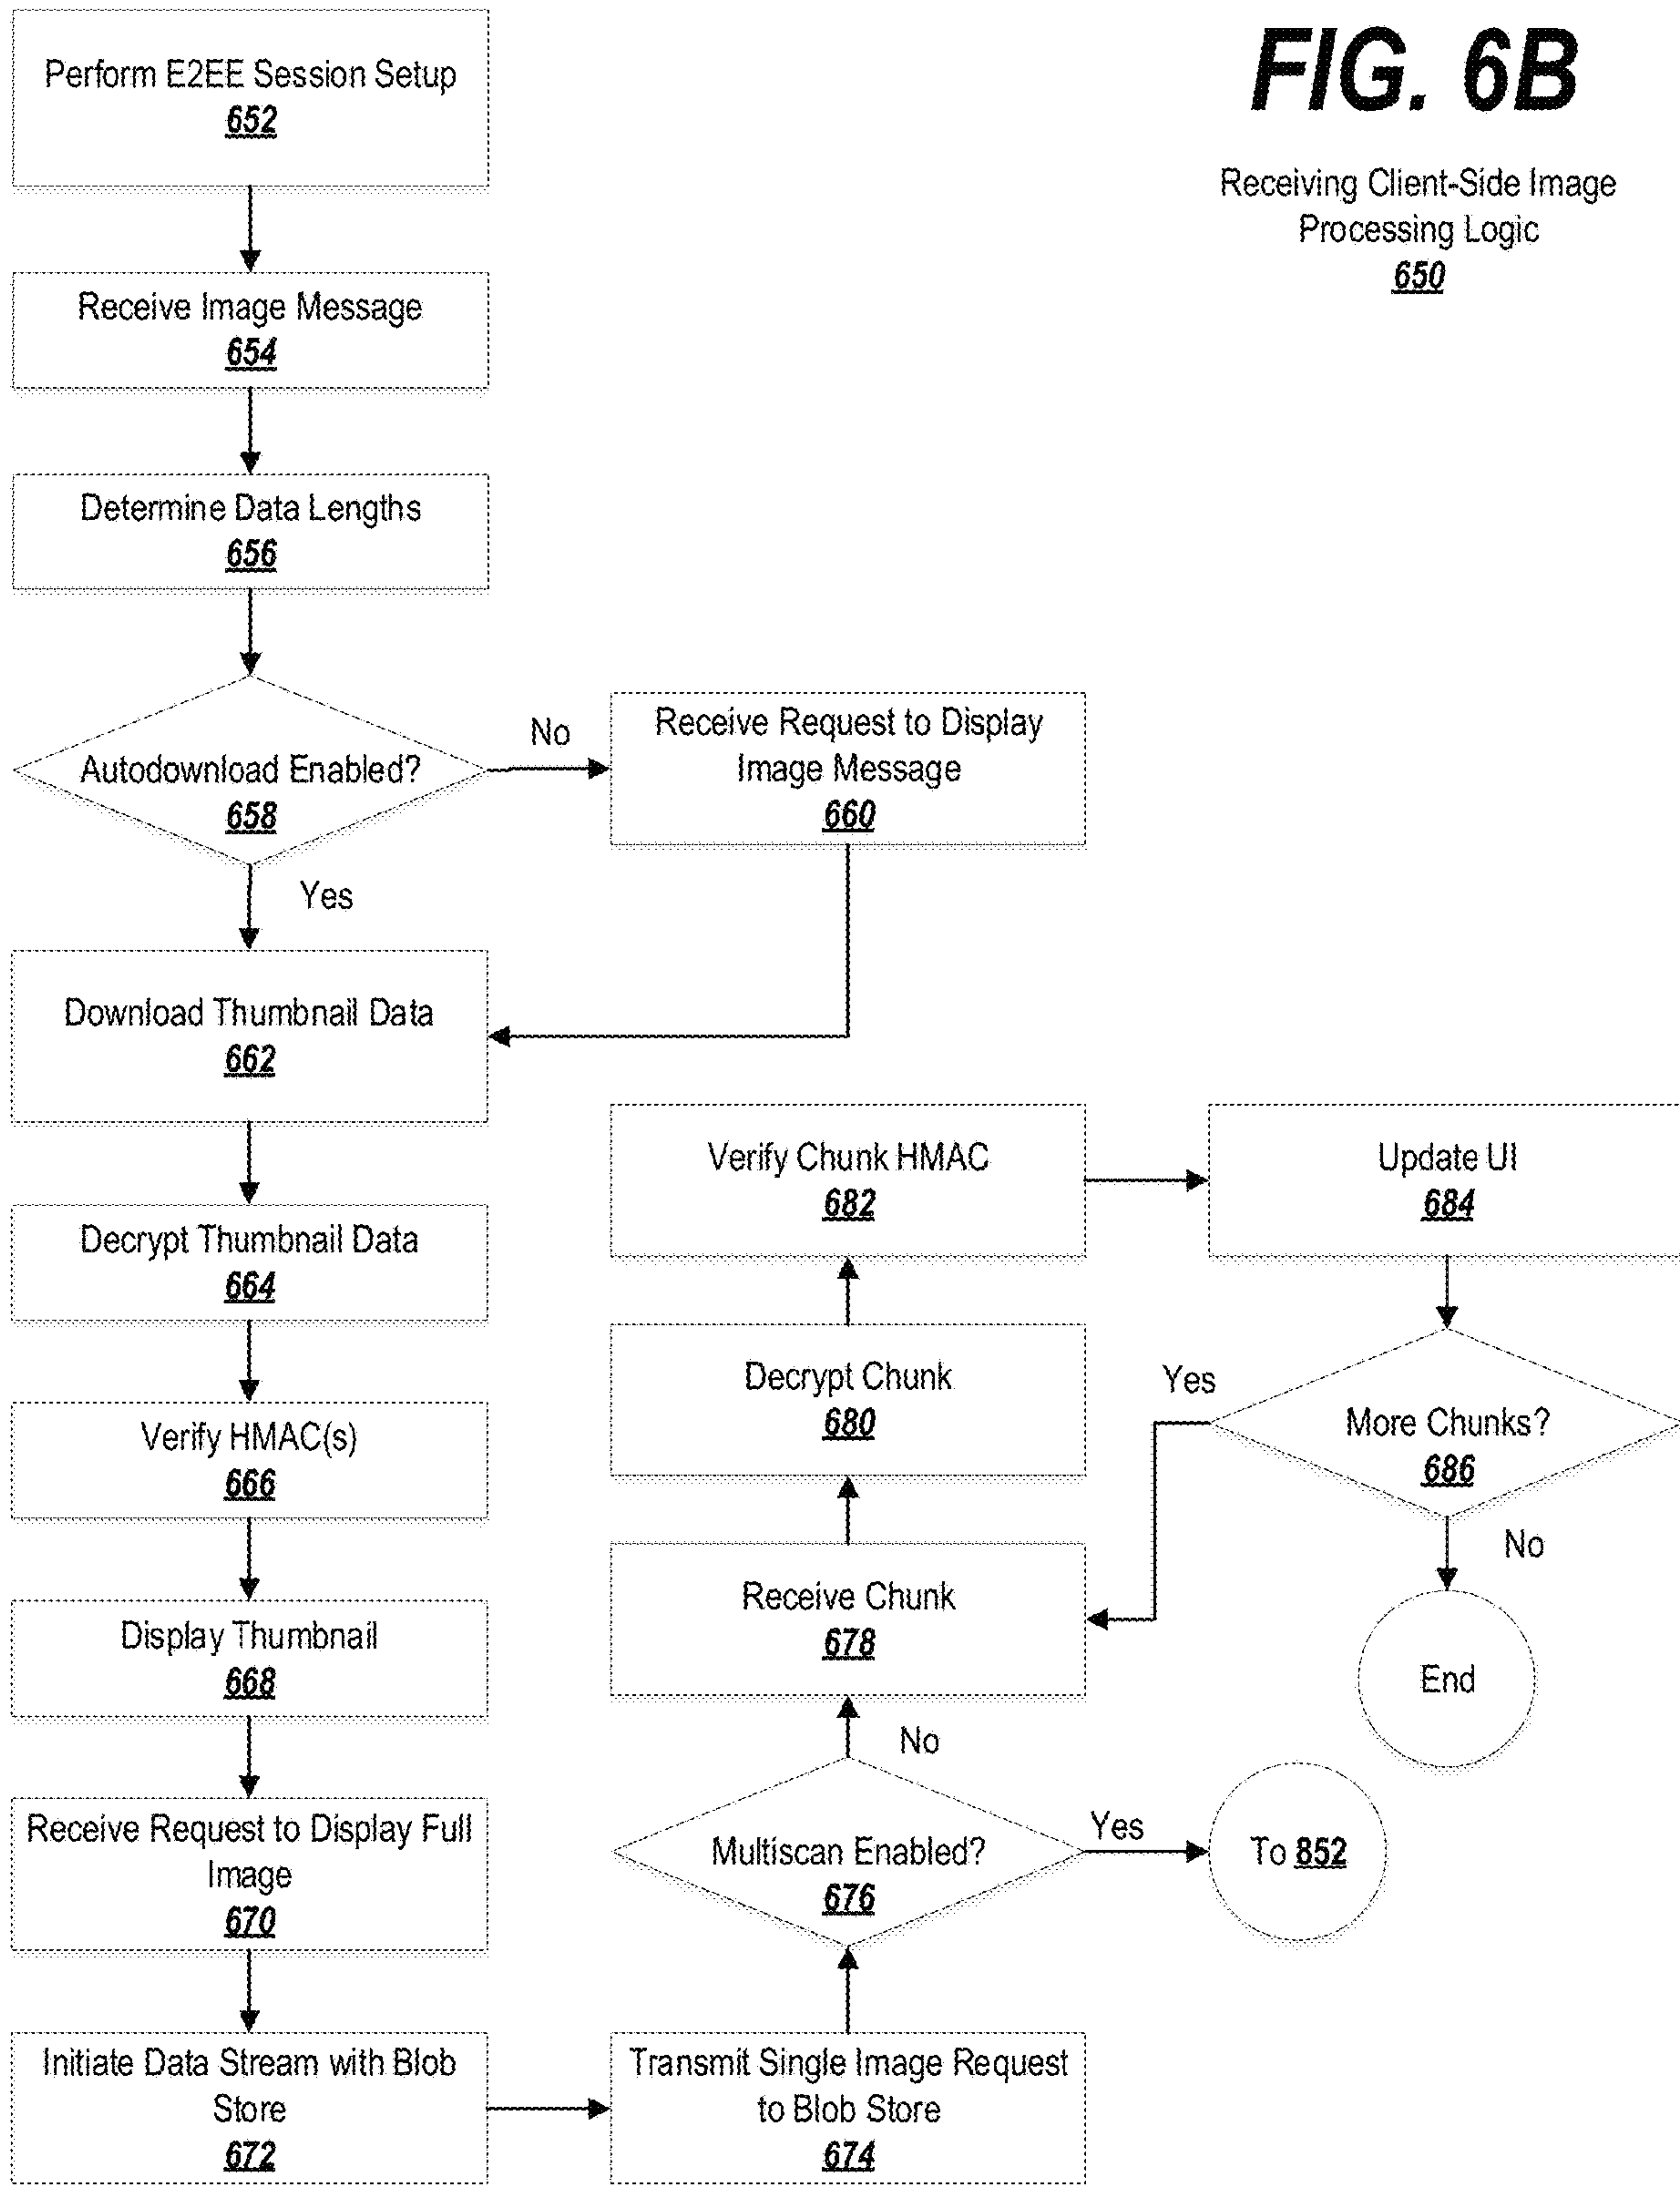 FIG. 6B
Receiving Client-Side Image
Processing Logic
650
Perform E2EE Session Setup
652
Receive Image Message
654
Determine Data Lengths
656
Autodownload Enabled?
658
No
Receive Request to Display
Image Message
660
Yes
Download Thumbnail Data
662
Decrypt Thumbnail Data
664
Verify HMAC(s)
666
Display Thumbnail
668
Receive Request to Display Full
Image
670
Initiate Data Stream with Blob
Store
672
Transmit Single Image Request
to Blob Store
674
Multiscan Enabled?
676
Yes
To 852
No
Receive Chunk
678
Decrypt Chunk
680
Verify Chunk HMAC
682
Update UI
684
More Chunks?
686
Yes
No
End